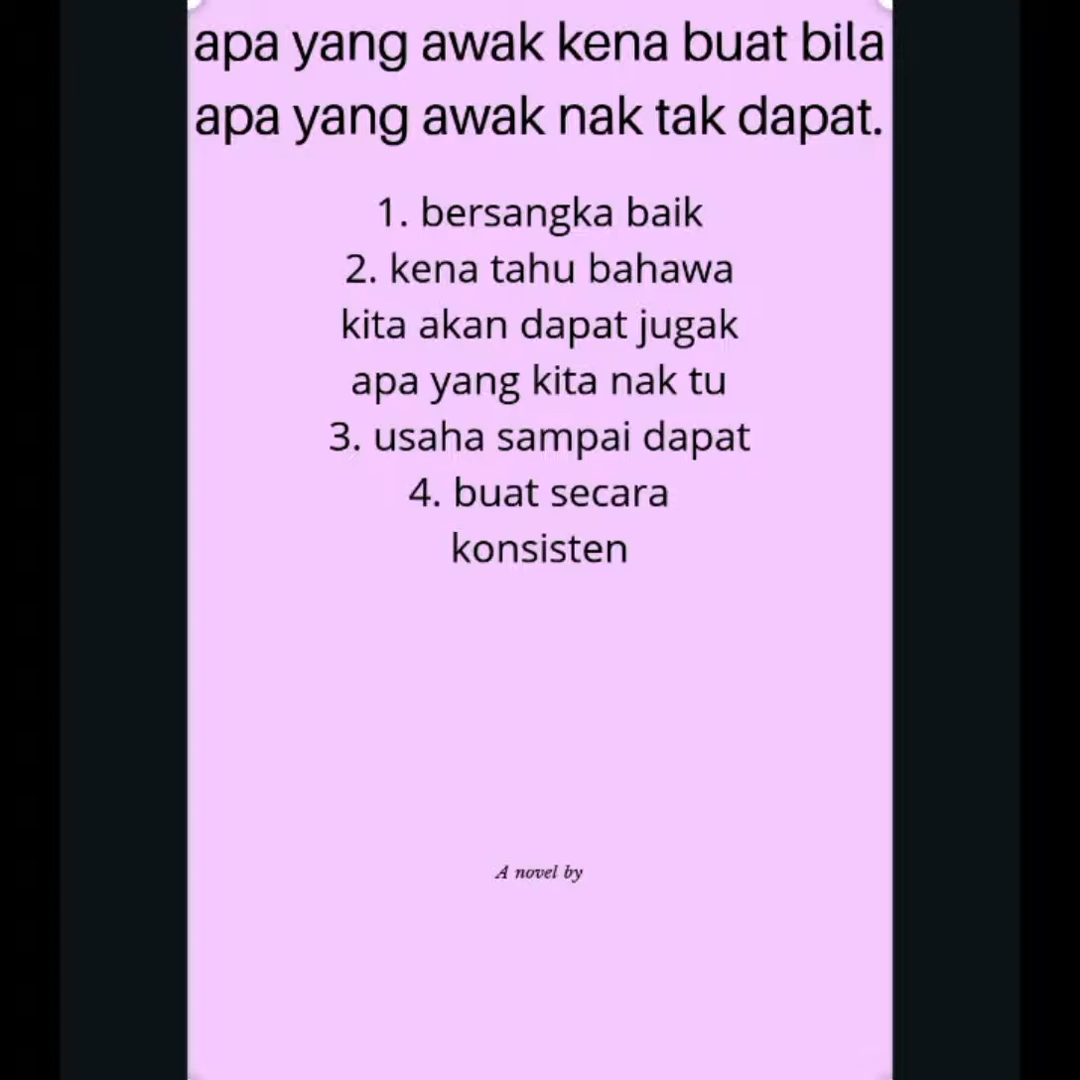 apa yang awak kena buat bila
apa yang awak nak tak dapat.
1. bersangka baik
2. kena tahu bahawa
kita akan dapat jugak
apa yang kita nak tu
3. usaha sampai dapat
4. buat secara
konsisten
A novel by